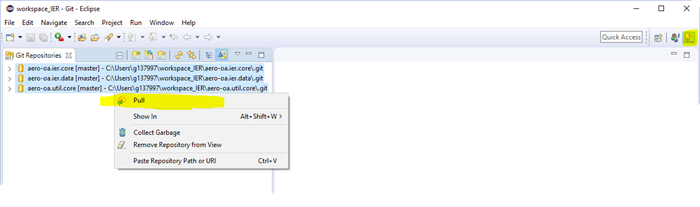 workspace_IER - Git - Eclipse
File Edit Navigate Search Project Run Window Help
Quick Access
Git Repositories
aero-oa.ier.core [master] - C:\Users\g137997\workspace_IER\aero-oa.ier.core\.git
aero-oa.ier.data [master] - C:\Users\g137997\workspace_IER\aero-oa.ier.data\.git
aero-oa.util.core [master] - C:\Users\g137997\workspace_IER\aero-oa.util.core\.git
Pull
Show In Alt+Shift+W >
Collect Garbage
Remove Repository from View
Paste Repository Path or URI Ctrl+V